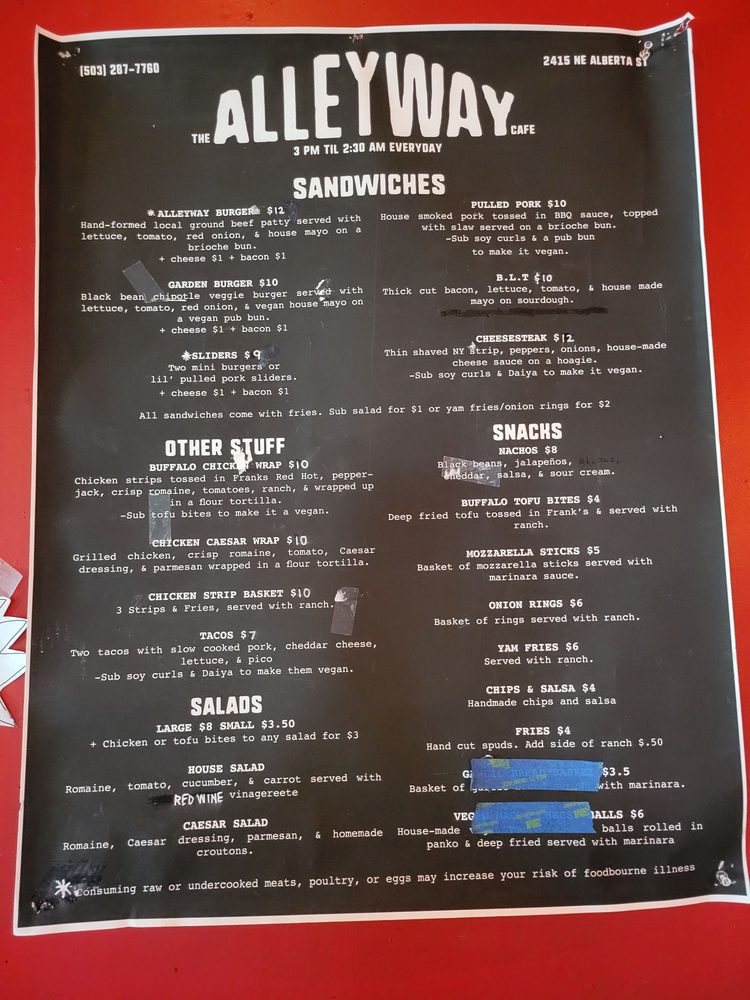 (503) 287-7760
2415 NE ALBERTA ST
THE ALLEYWAY CAFE
3 PM TIL 2:30 AM EVERYDAY
SANDWICHES
*ALLEYWAY BURGER $12
Hand-formed local ground beef patty served with
lettuce, tomato, red onion, & house mayo on a
brioche bun.
+ cheese $1 + bacon $1
GARDEN BURGER $10
Black bean chipotle veggie burger served with
lettuce, tomato, red onion, & vegan house mayo on
a vegan pub bun.
+ cheese $1 + bacon $1
*SLIDERS $9
Two mini burgers or
lil' pulled pork sliders.
+ cheese $1 + bacon $1
PULLED PORK $10
House smoked pork tossed in BBQ sauce, topped
with slaw served on a brioche bun.
-Sub soy curls & a pub bun
to make it vegan.
B.L.T $10
Thick cut bacon, lettuce, tomato, & house made
mayo on sourdough.
CHEESESTEAK $12
Thin shaved NY strip, peppers, onions, house-made
cheese sauce on a hoagie.
-Sub soy curls & Daiya to make it vegan.
All sandwiches come with fries. Sub salad for $1 or yam fries/onion rings for $2
OTHER STUFF
BUFFALO CHICKEN WRAP $10
Chicken strips tossed in Franks Red Hot, pepper-
jack, crisp romaine, tomatoes, ranch, & wrapped up
in a flour tortilla.
-Sub tofu bites to make it a vegan.
CHICKEN CAESAR WRAP $10
Grilled chicken, crisp romaine, tomato, Caesar
dressing, & parmesan wrapped in a flour tortilla.
CHICKEN STRIP BASKET $10
3 Strips & Fries, served with ranch.
TACOS $7
Two tacos with slow cooked pork, cheddar cheese,
lettuce, & pico
-Sub soy curls & Daiya to make them vegan.
SALADS
LARGE $8 SMALL $3.50
+ Chicken or tofu bites to any salad for $3
HOUSE SALAD
Romaine, tomato, cucumber, & carrot served with
RED WINE vinagereete
CAESAR SALAD
Romaine, Caesar dressing, parmesan, & homemade
croutons.
SNACKS
NACHOS $8
Black beans, jalapeños,
cheddar, salsa, & sour cream.
BUFFALO TOFU BITES $4
Deep fried tofu tossed in Frank's & served with
ranch.
MOZZARELLA STICKS $5
Basket of mozzarella sticks served with
marinara sauce.
ONION RINGS $6
Basket of rings served with ranch.
YAM FRIES $6
Served with ranch.
CHIPS & SALSA $4
Handmade chips and salsa
FRIES $4
Hand cut spuds. Add side of ranch $.50
GARLIC BREAD BASKET $3.5
Basket of with marinara.
BALLS $6
House-made balls rolled in
panko & deep fried served with marinara
*Consuming raw or undercooked meats, poultry, or eggs may increase your risk of foodbourne illness